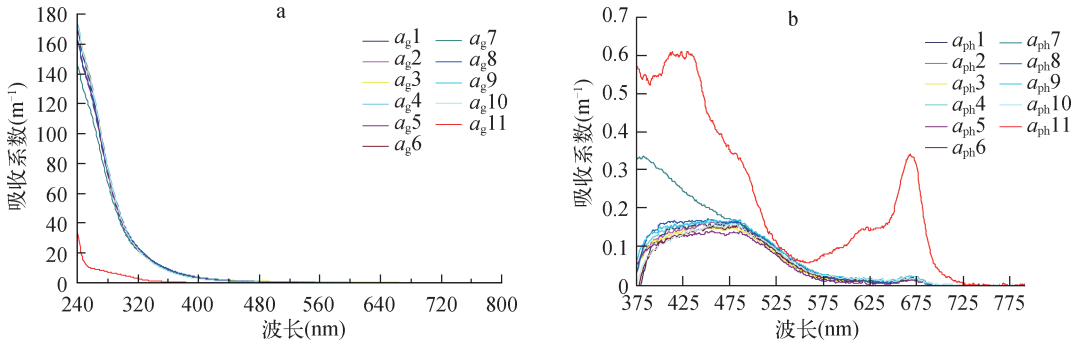 a
180
160
140
120
100
80
60
40
20
0
吸收系数(m⁻¹)
240 320 400 480 560 640 720 800
波长(nm)
ag1 ag7
ag2 ag8
ag3 ag9
ag4 ag10
ag5 ag11
ag6
b
0.7
0.6
0.5
0.4
0.3
0.2
0.1
0
吸收系数(m⁻¹)
375 425 475 525 575 625 675 725 775
波长(nm)
aph1 aph7
aph2 aph8
aph3 aph9
aph4 aph10
aph5 aph11
aph6